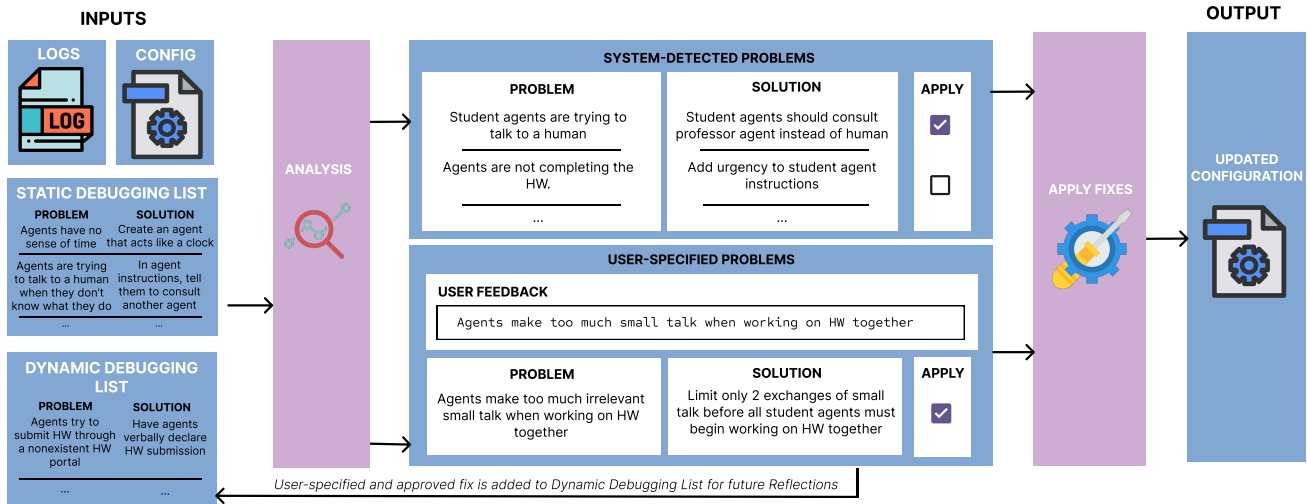 INPUTS
LOGS
CONFIG
LOG
STATIC DEBUGGING LIST
PROBLEM
SOLUTION
Agents have no
sense of time
Create an agent
that acts like a clock
Agents are trying
to talk to a human
when they don't
know what they do
In agent
instructions, tell
them to consult
another agent
...
...
DYNAMIC DEBUGGING
LIST
PROBLEM
SOLUTION
Agents try to
submit HW through
a nonexistent HW
portal
Have agents
verbally declare
HW submission
...
...
ANALYSIS
SYSTEM-DETECTED PROBLEMS
PROBLEM
SOLUTION
APPLY
Student agents are trying to
talk to a human
Student agents should consult
professor agent instead of human
Agents are not completing the
HW.
Add urgency to student agent
instructions
...
...
USER-SPECIFIED PROBLEMS
USER FEEDBACK
Agents make too much small talk when working on HW together
PROBLEM
SOLUTION
APPLY
Agents make too much irrelevant
small talk when working on HW
together
Limit only 2 exchanges of small
talk before all student agents must
begin working on HW together
User-specified and approved fix is added to Dynamic Debugging List for future Reflections
APPLY FIXES
OUTPUT
UPDATED
CONFIGURATION